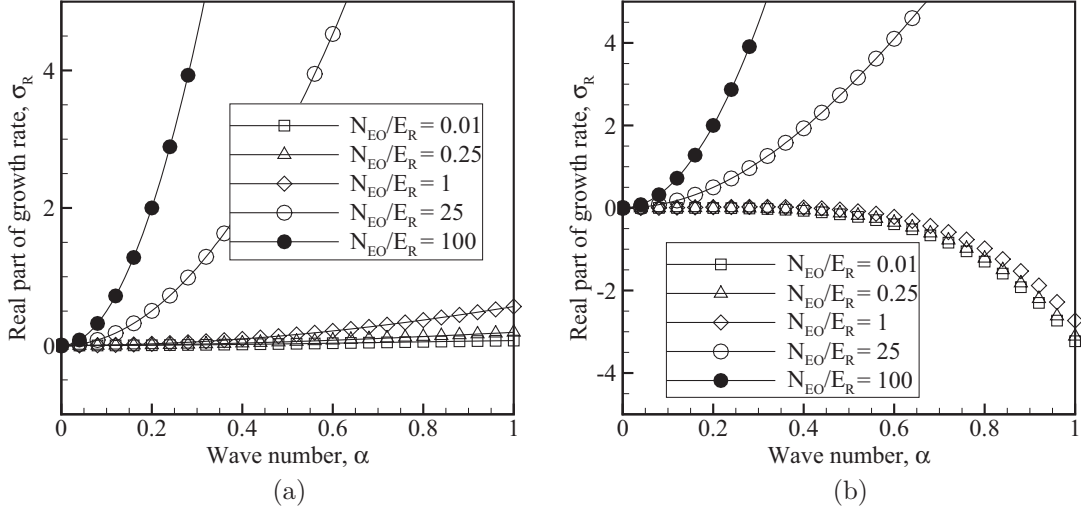 Real part of growth rate, σ_R
4
2
0
N_EO/E_R = 0.01
N_EO/E_R = 0.25
N_EO/E_R = 1
N_EO/E_R = 25
N_EO/E_R = 100
0 0.2 0.4 0.6 0.8 1
Wave number, α
(a)
Real part of growth rate, σ_R
4
2
0
-2
-4
N_EO/E_R = 0.01
N_EO/E_R = 0.25
N_EO/E_R = 1
N_EO/E_R = 25
N_EO/E_R = 100
0 0.2 0.4 0.6 0.8 1
Wave number, α
(b)